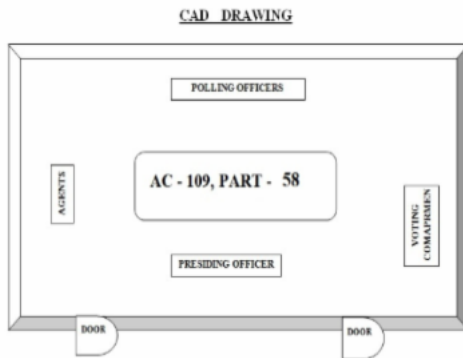 CAD DRAWING
POLLING OFFICERS
AGENTS
AC - 109, PART - 58
VOTING
COMAPRMEN
PRESIDING OFFICER
DOOR
DOOR